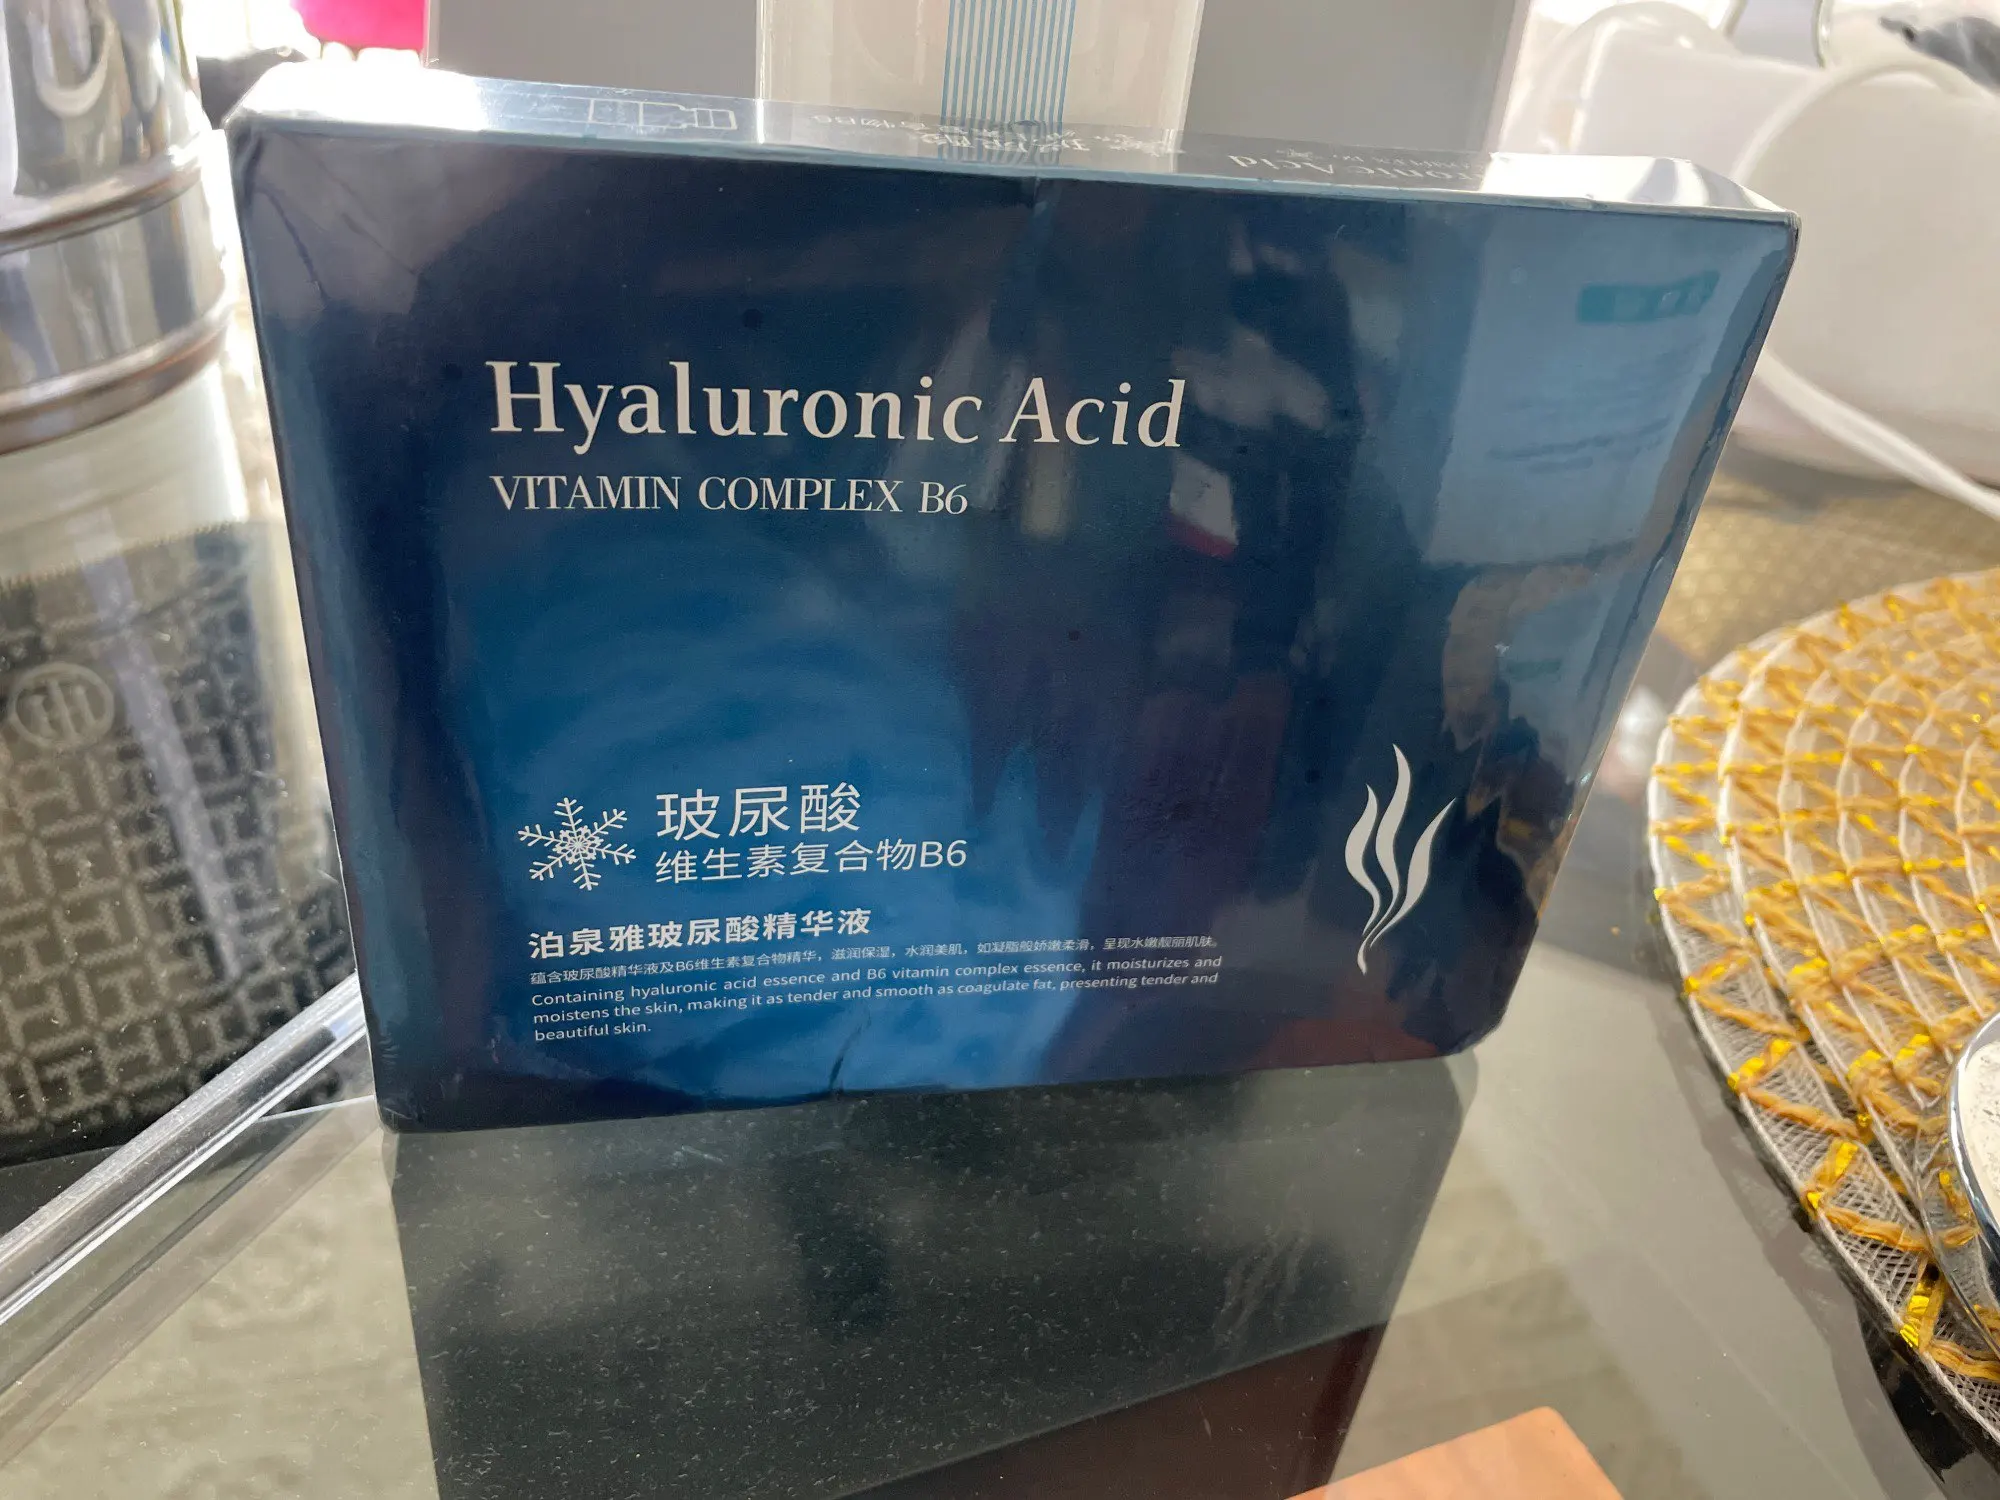 Hyaluronic Acid
VITAMIN COMPLEX B6
玻尿酸
维生素复合物B6
泊泉雅玻尿酸精华液
蕴含玻尿酸精华液及B6维生素复合物精华，滋润保湿，水润美肌，如凝脂般娇嫩柔滑，呈现水嫩靓丽肌肤。
Containing hyaluronic acid essence and B6 vitamin complex essence, it moisturizes and
moistens the skin, making it as tender and smooth as coagulate fat, presenting tender and
beautiful skin.